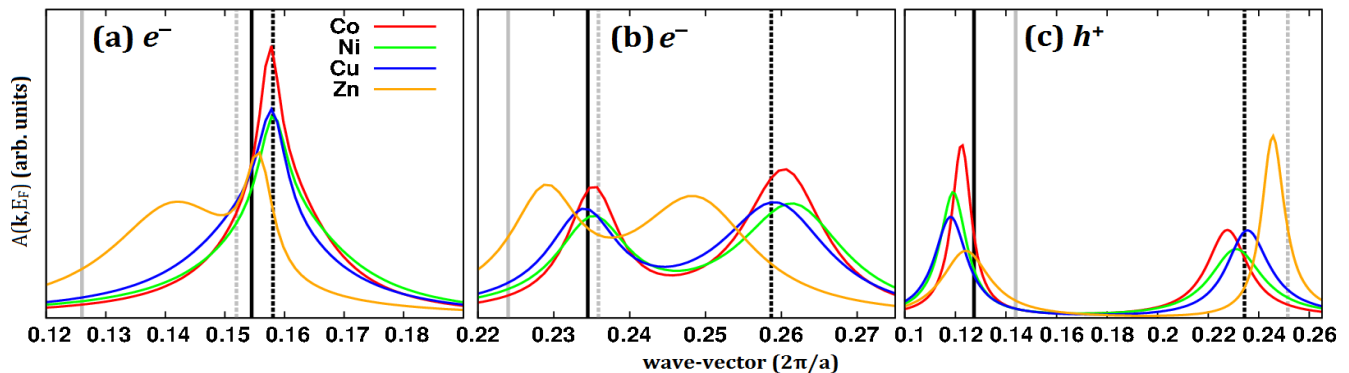 (a) e⁻
Co
Ni
Cu
Zn
(b) e⁻
(c) h⁺
A(k,E_F) (arb. units)
0.12 0.13 0.14 0.15 0.16 0.17 0.18
0.22 0.23 0.24 0.25 0.26 0.27
0.1 0.12 0.14 0.16 0.18 0.2 0.22 0.24 0.26
wave-vector (2π/a)